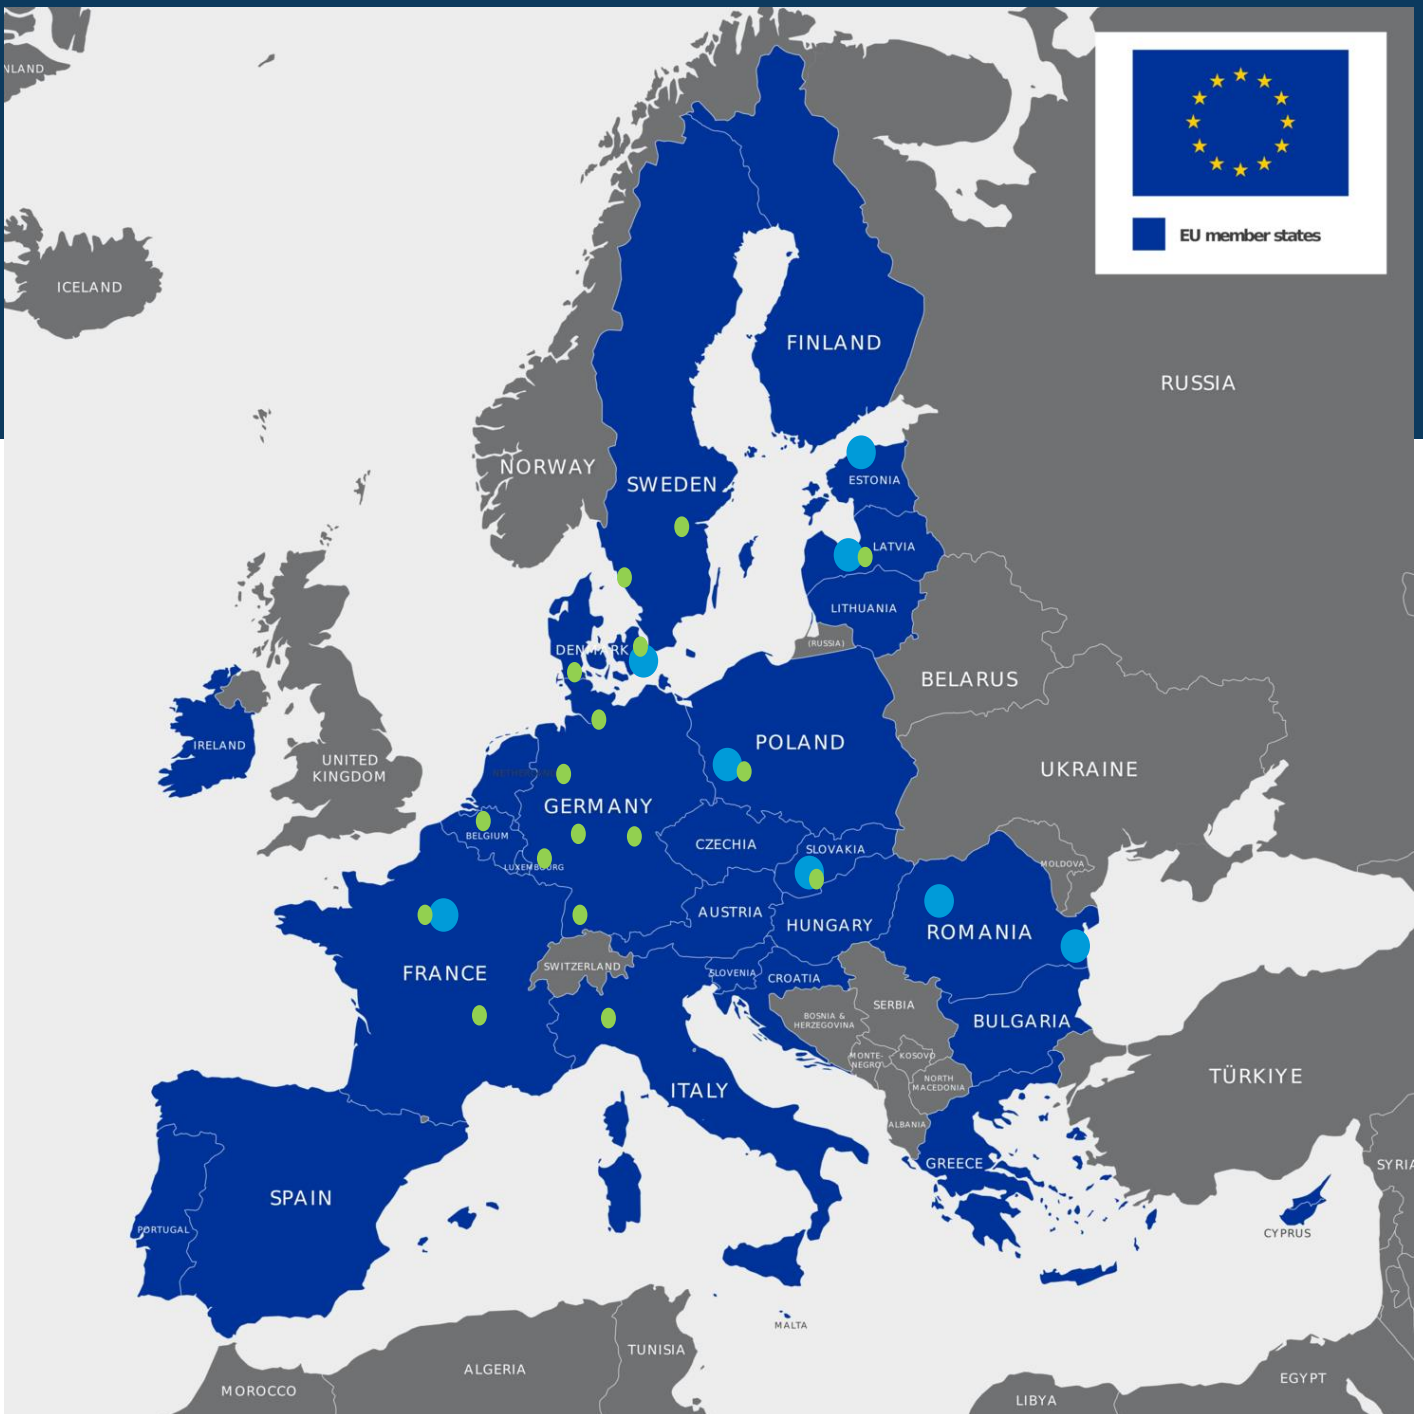 NLAND
EU member states
ICELAND
FINLAND
RUSSIA
NORWAY
SWEDEN
ESTONIA
LATVIA
LITHUANIA
(RUSSIA)
DENMARK
BELARUS
IRELAND
UNITED
KINGDOM
POLAND
UKRAINE
NETHERLANDS
GERMANY
BELGIUM
CZECHIA
SLOVAKIA
LUXEMBOURG
MOLDOVA
AUSTRIA
HUNGARY
ROMANIA
FRANCE
SWITZERLAND
SLOVENIA
CROATIA
SERBIA
BOSNIA &
HERZEGOVINA
BULGARIA
MONTE-
NEGRO
KOSOVO
NORTH
MACEDONIA
ITALY
TÜRKIYE
ALBANIA
GREECE
SYRIA
SPAIN
PORTUGAL
CYPRUS
MALTA
TUNISIA
ALGERIA
MOROCCO
EGYPT
LIBYA